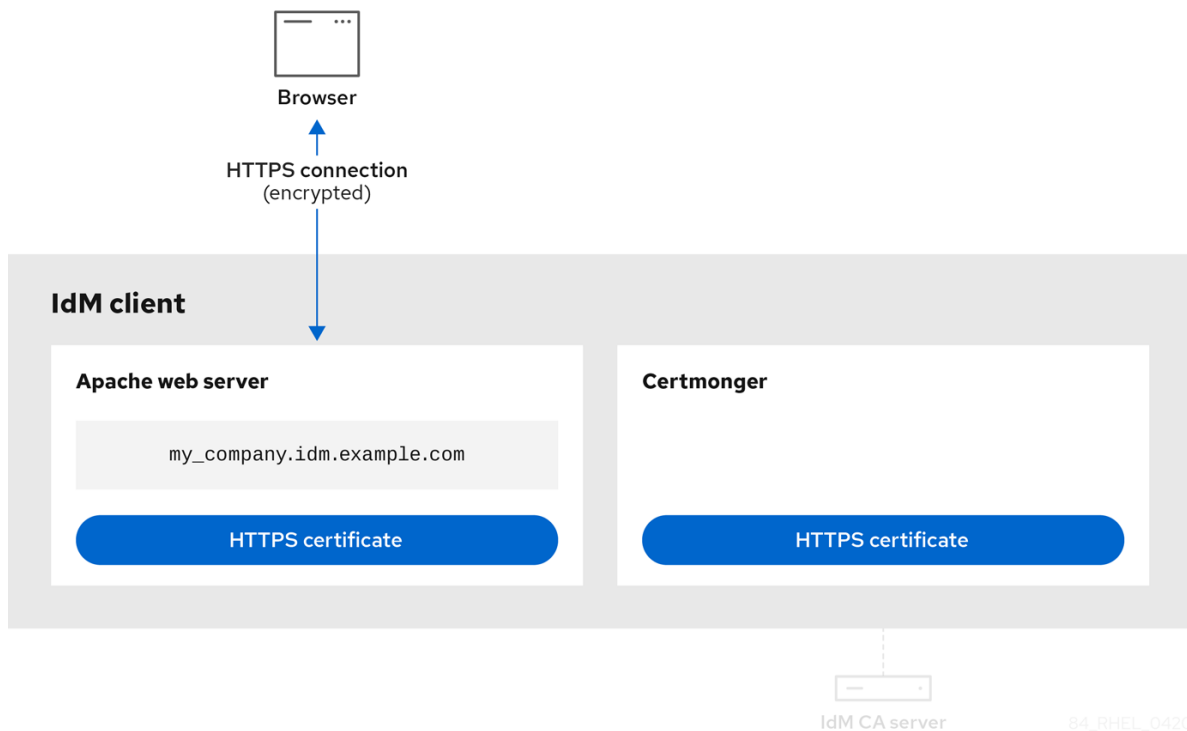 Browser
HTTPS connection
(encrypted)
IdM client
Apache web server
my_company.idm.example.com
HTTPS certificate
Certmonger
HTTPS certificate
IdM CA server
84_RHEL_0420